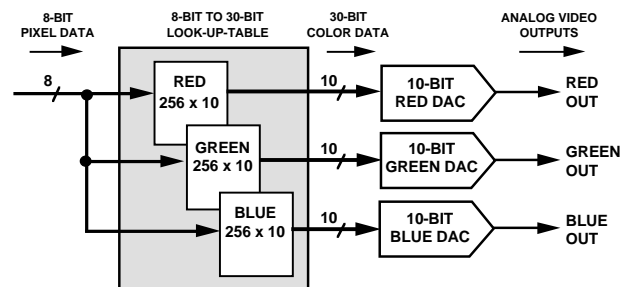 8-BIT
PIXEL DATA
8-BIT TO 30-BIT
LOOK-UP-TABLE
30-BIT
COLOR DATA
ANALOG VIDEO
OUTPUTS
8
RED
256 x 10
10
10-BIT
RED DAC
RED
OUT
GREEN
256 x 10
10
10-BIT
GREEN DAC
GREEN
OUT
BLUE
256 x 10
10
10-BIT
BLUE DAC
BLUE
OUT